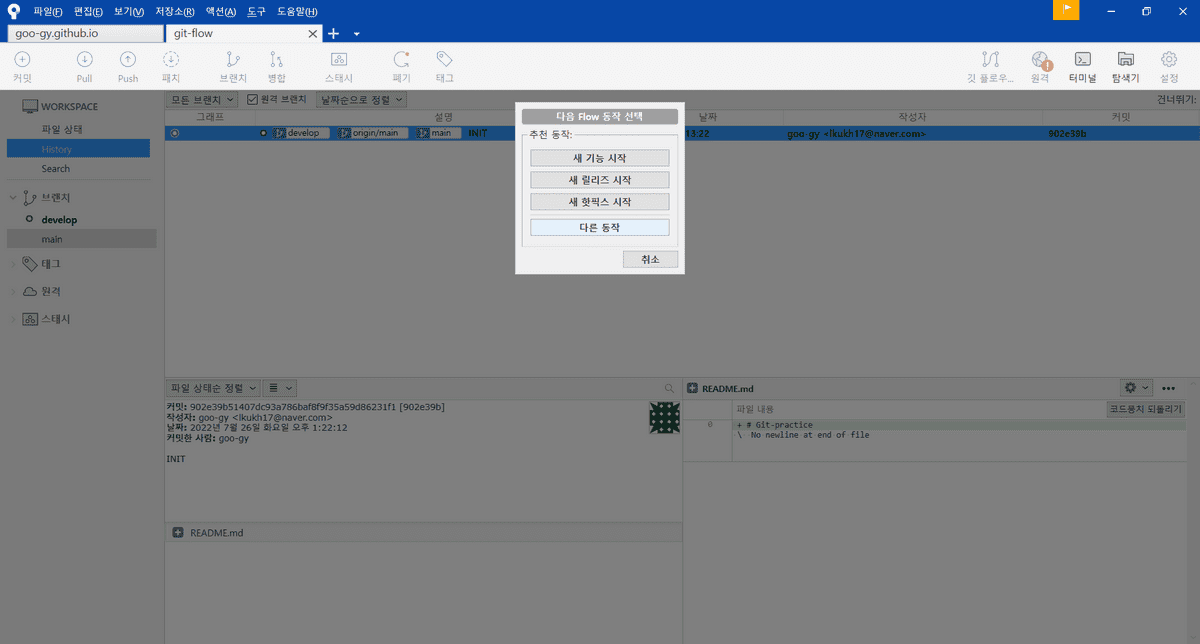 파일(F) 편집(E) 보기(V) 저장소(R) 액션(A) 도구 도움말(H)
goo-gy.github.io git-flow
커밋 Pull Push 패치 브랜치 병합 스태시 폐기 태그 깃 플로우... 원격 터미널 탐색기 설정
WORKSPACE
파일 상태
History
Search
브랜치
develop
main
태그
원격
스태시
모든 브랜치 원격 브랜치 날짜순으로 정렬 건너뛰기:
그래프 설명 날짜 작성자 커밋
develop origin/main main INIT 13:22 goo-gy <lkukh17@naver.com> 902e39b
다음 Flow 동작 선택
추천 동작:
새 기능 시작
새 릴리즈 시작
새 핫픽스 시작
다른 동작
취소
파일 상태순 정렬
커밋: 902e39b51407dc93a786baf8f9f35a59d86231f1 [902e39b]
작성자: goo-gy <lkukh17@naver.com>
날짜: 2022년 7월 26일 화요일 오후 1:22:12
커밋한 사람: goo-gy
INIT
README.md
README.md
파일 내용 코드뭉치 되돌리기
0 + # Git-practice
\ No newline at end of file